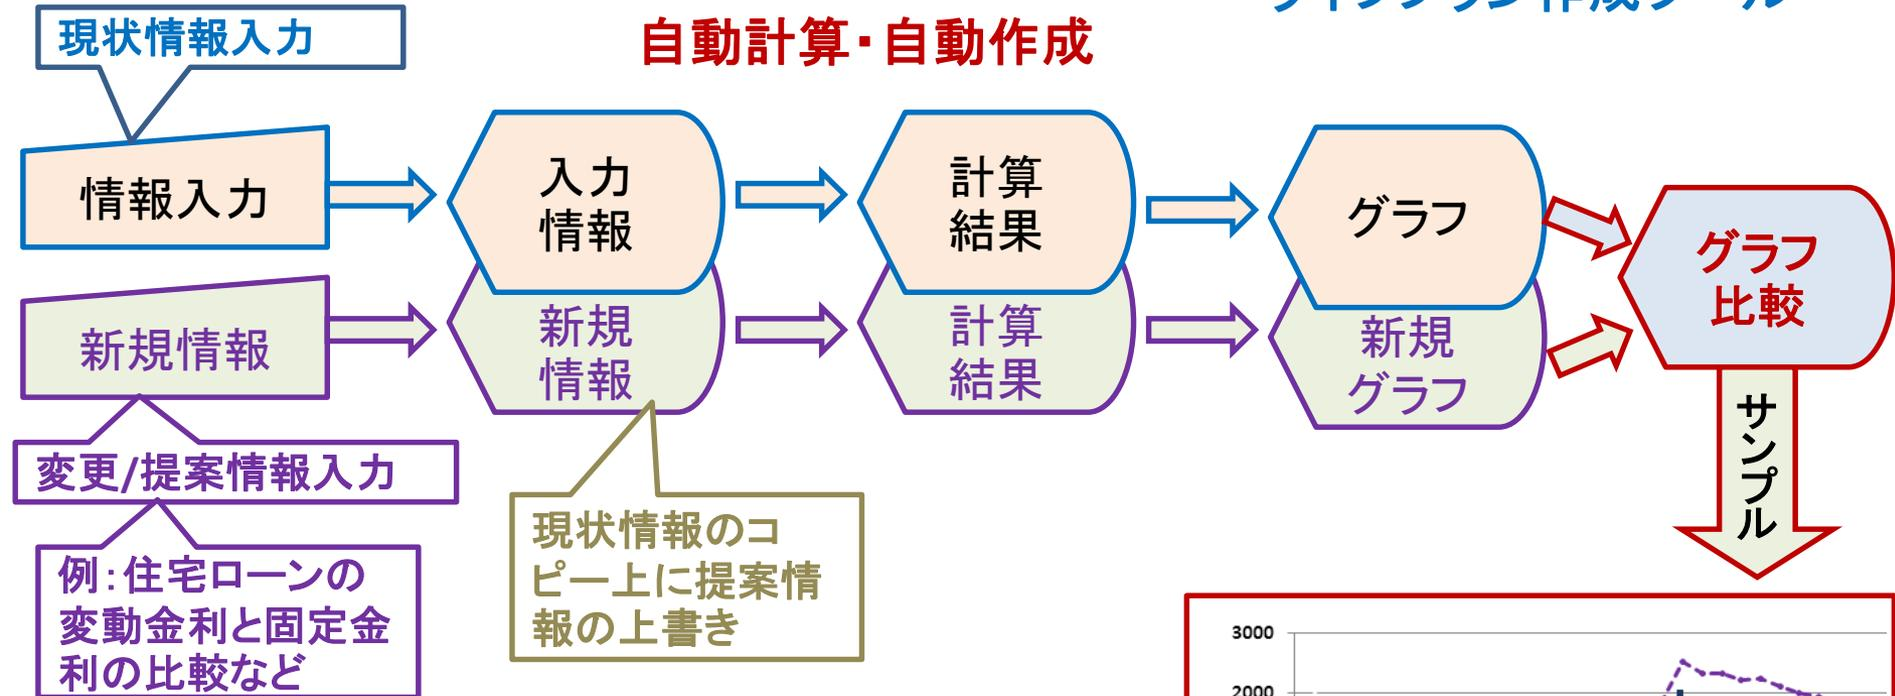 現状情報入力
自動計算・自動作成
情報入力
入力
情報
計算
結果
グラフ
グラフ
比較
新規情報
新規
情報
計算
結果
新規
グラフ
変更/提案情報入力
例：住宅ローンの
変動金利と固定金
利の比較など
現状情報のコ
ピー上に提案情
報の上書き
サンプル
3000
2000